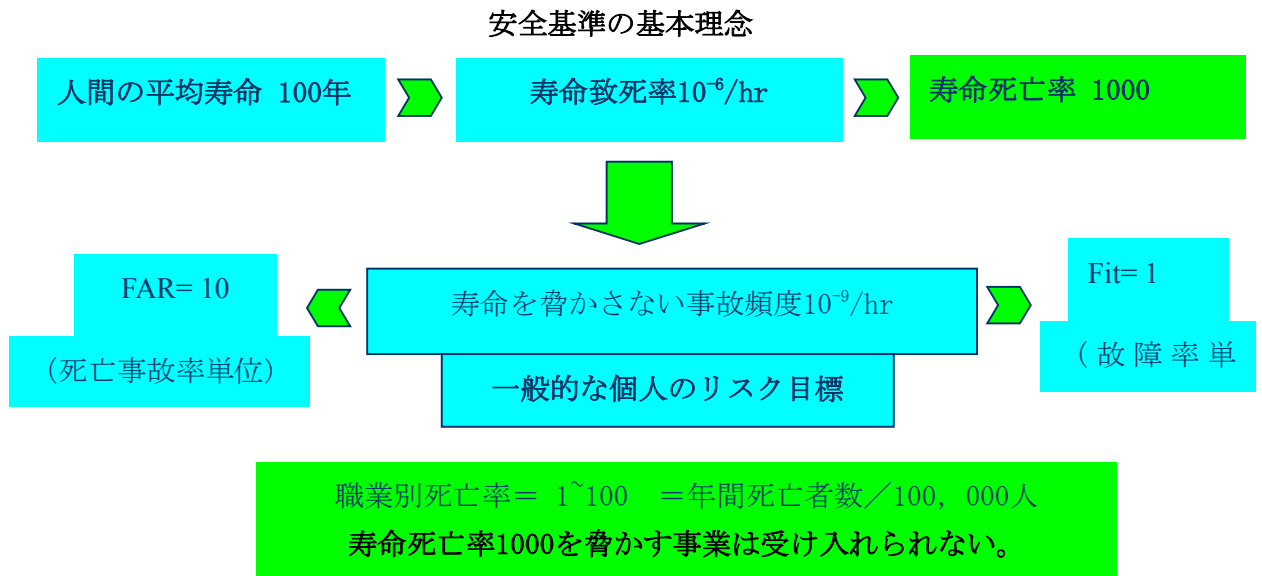 安全基準の基本理念
人間の平均寿命 100年
寿命致死率10⁻⁶/hr
寿命死亡率 1000
FAR= 10
（死亡事故率単位）
寿命を脅かさない事故頻度10⁻⁹/hr
一般的な個人のリスク目標
Fit= 1
（故障率単
職業別死亡率＝ 1~100 ＝年間死亡者数／100, 000人
寿命死亡率1000を脅かす事業は受け入れられない。